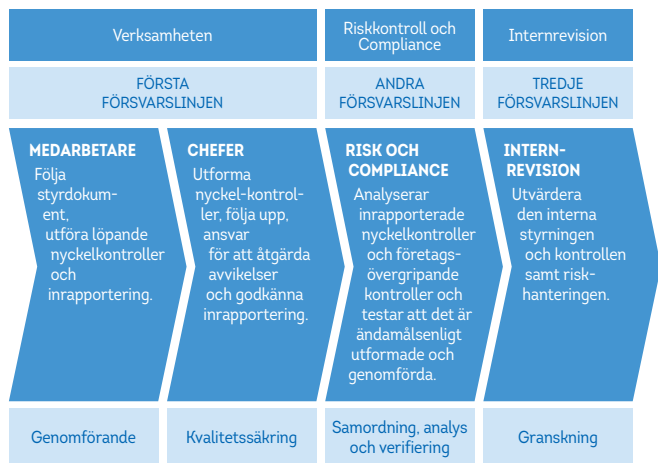 Verksamheten
Riskkontroll och
Compliance
Internrevision
FÖRSTA
FÖRSVARSLINJEN
ANDRA
FÖRSVARSLINJEN
TREDJE
FÖRSVARSLINJEN
MEDARBETARE
Följa
styrdokum-
ent,
utföra löpande
nyckelkontroller
och
inrapportering.
CHEFER
Utforma
nyckel-kontrol-
ler, följa upp,
ansvar
för att åtgärda
avvikelser
och godkänna
inrapportering.
RISK OCH
COMPLIANCE
Analyserar
inrapporterade
nyckelkontroller
och företags-
övergripande
kontroller och
testar att det är
ändamålsenligt
utformade och
genomförda.
INTERN-
REVISION
Utvärdera
den interna
styrningen
och kontrollen
samt risk-
hanteringen.
Genomförande
Kvalitetssäkring
Samordning, analys
och verifiering
Granskning